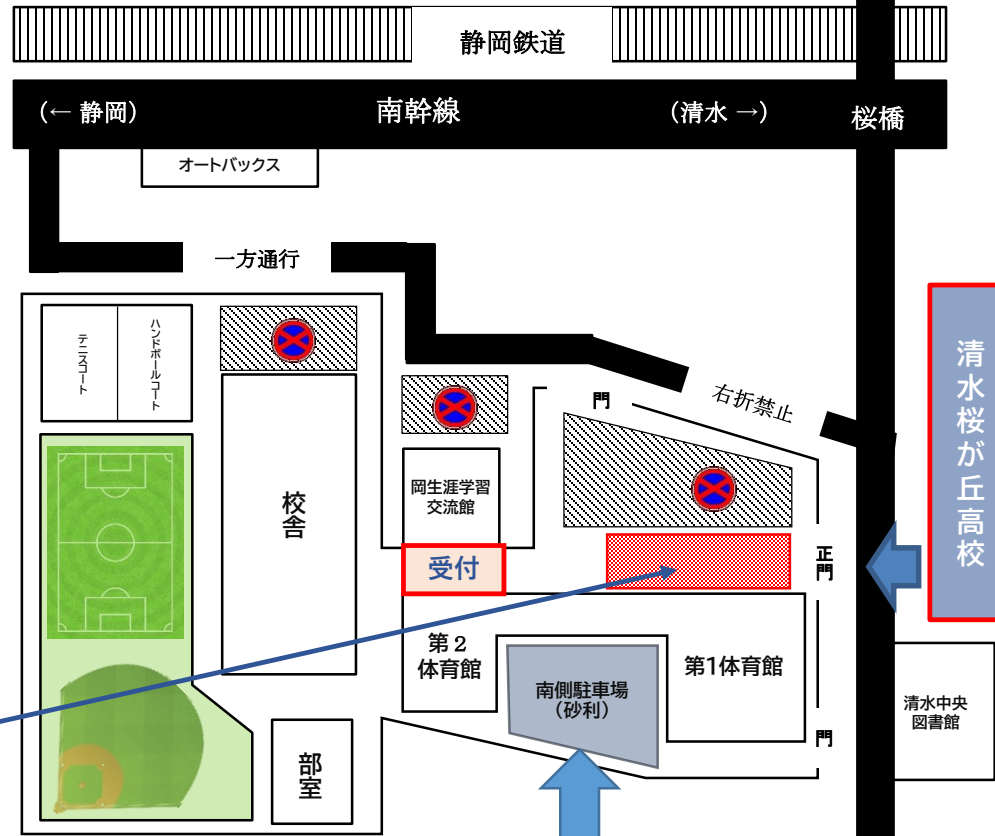 静岡鉄道
(← 静岡)
南幹線
(清水 →)
桜橋
オートバックス
一方通行
テニスコート
ハンドボールコート
門
右折禁止
清水桜が丘高校
岡生涯学習
交流館
校舎
受付
正門
第2
体育館
第1体育館
南側駐車場
(砂利)
清水中央
図書館
門
部室